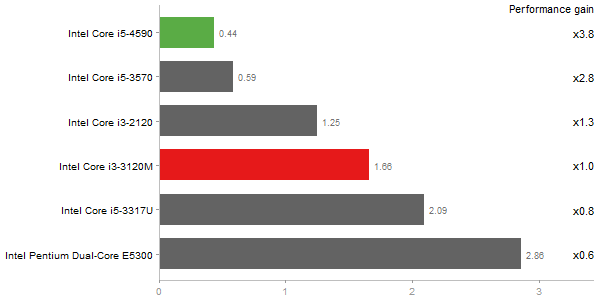 Performance gain
Intel Core i5-4590 0.44 x3.8
Intel Core i5-3570 0.59 x2.8
Intel Core i3-2120 1.25 x1.3
Intel Core i3-3120M 1.66 x1.0
Intel Core i5-3317U 2.09 x0.8
Intel Pentium Dual-Core E5300 2.86 x0.6
0 1 2 3